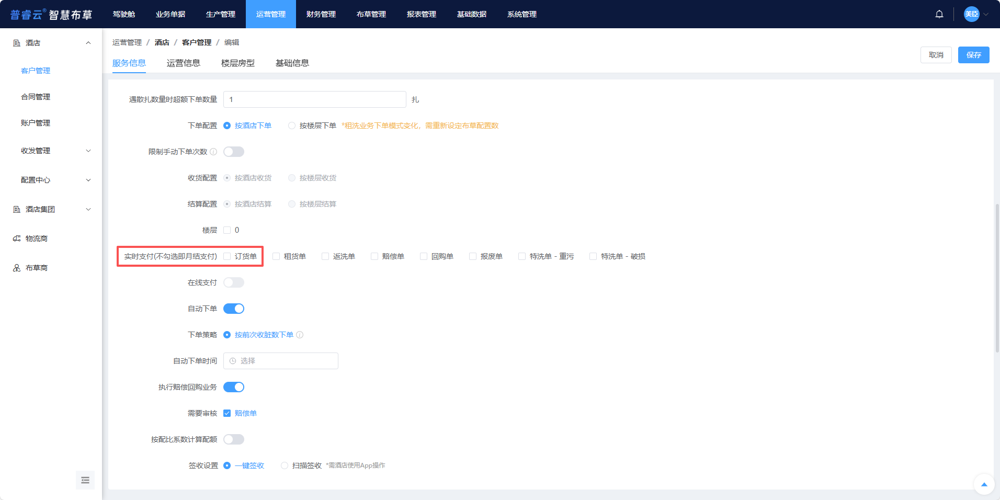 普睿云® 智慧布草 驾驶舱 业务单据 生产管理 运营管理 财务管理 布草管理 报表管理 基础数据 系统管理 美臣
酒店
客户管理
合同管理
账户管理
收发管理
配置中心
酒店集团
物流商
布草商
运营管理 / 酒店 / 客户管理 / 编辑
服务信息 运营信息 楼层房型 基础信息
取消 保存
遇散扎数量时超额下单数量 1 扎
下单配置 按酒店下单 按楼层下单 *租洗业务下单模式变化，需重新设定布草配置数
限制手动下单次数
收货配置 按酒店收货 按楼层收货
结算配置 按酒店结算 按楼层结算
楼层 0
实时支付(不勾选即月结支付) 订货单 租货单 返洗单 赔偿单 回购单 报废单 特洗单 - 重污 特洗单 - 破损
在线支付
自动下单
下单策略 按前次收脏数下单
自动下单时间 选择
执行赔偿回购业务
需要审核 赔偿单
按配比系数计算配额
签收设置 一键签收 扫描签收 *需酒店使用App操作